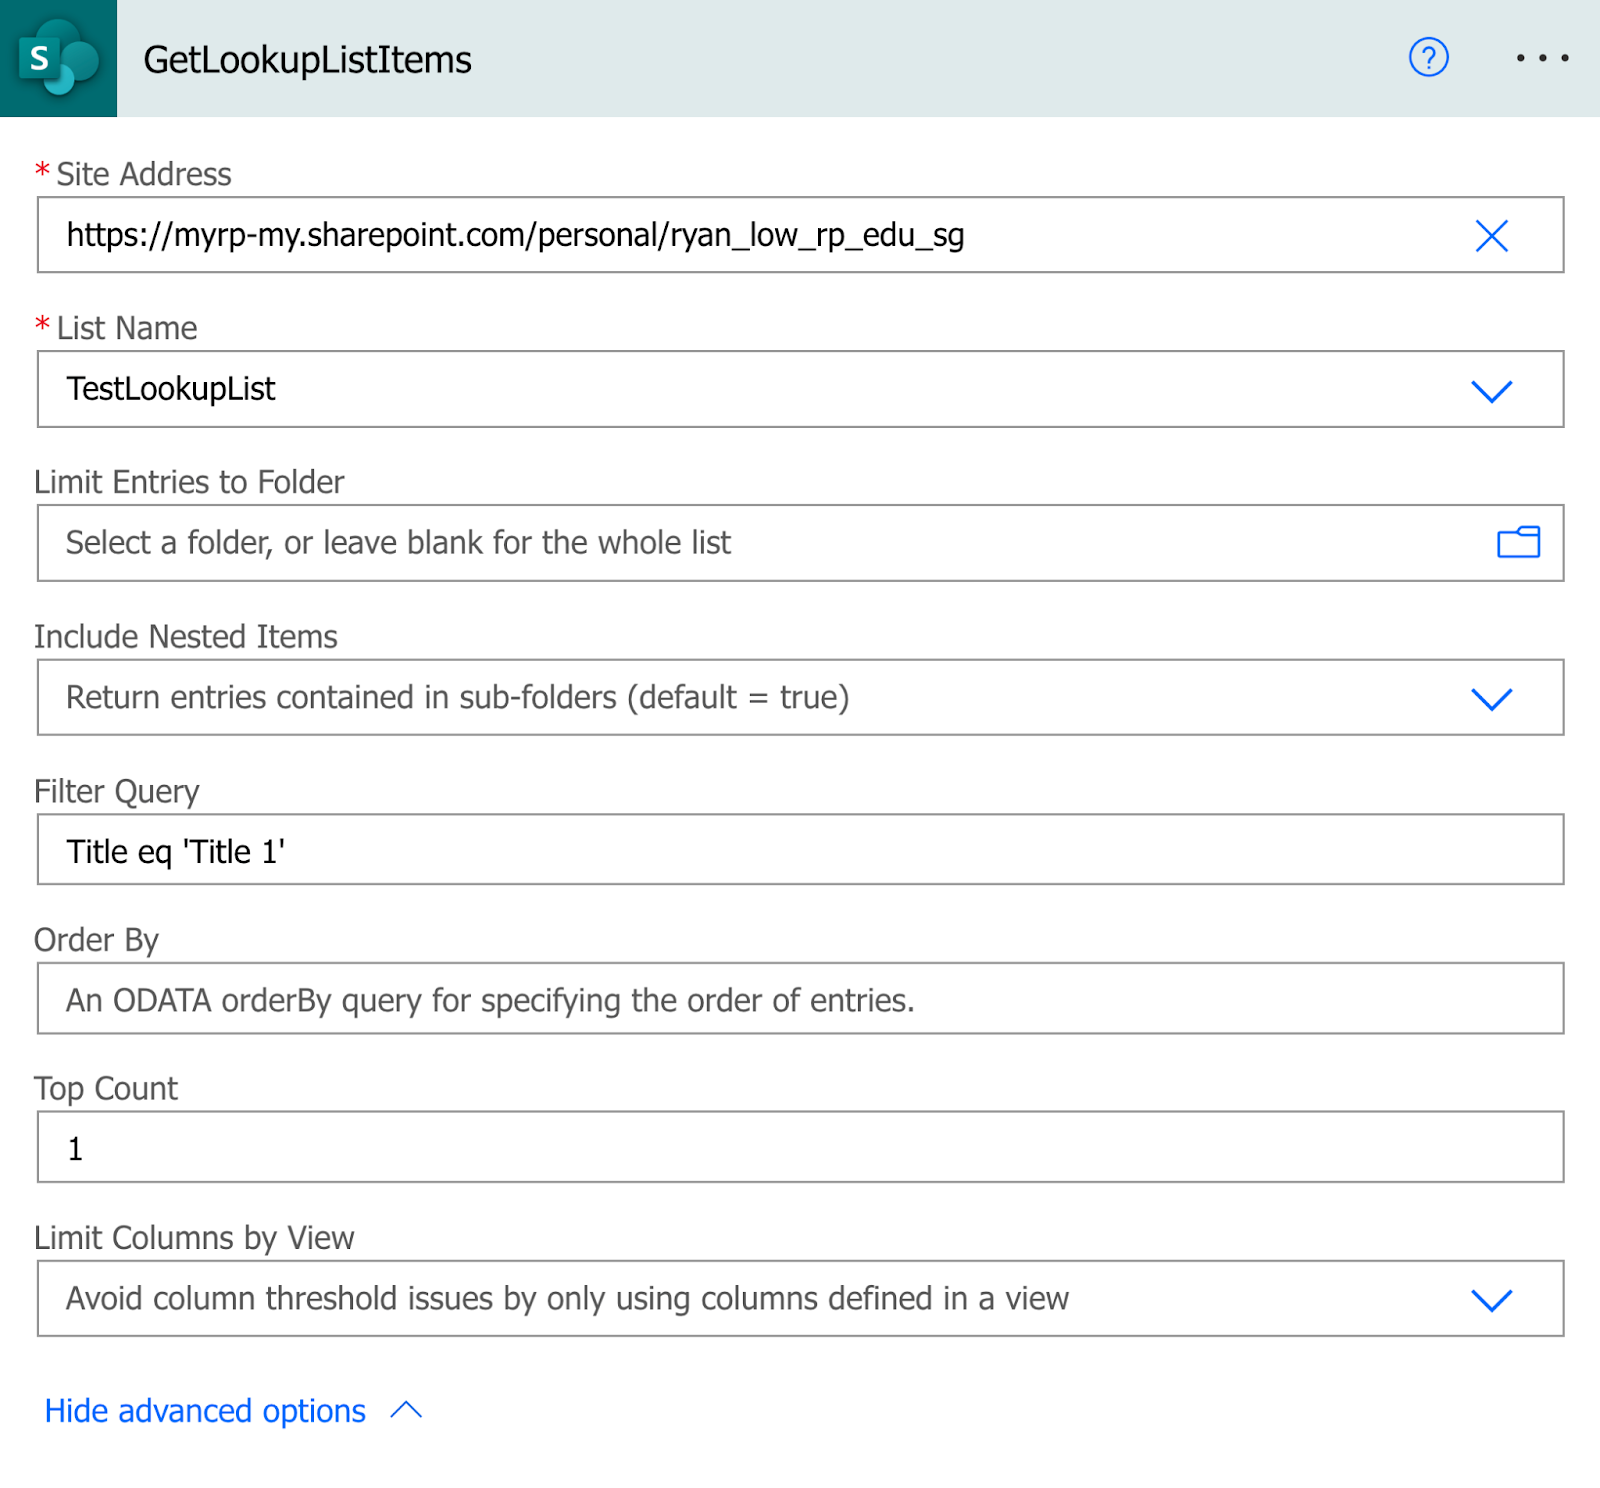 S
GetLookupListItems
?
* Site Address
https://myrp-my.sharepoint.com/personal/ryan_low_rp_edu_sg
* List Name
TestLookupList
Limit Entries to Folder
Select a folder, or leave blank for the whole list
Include Nested Items
Return entries contained in sub-folders (default = true)
Filter Query
Title eq 'Title 1'
Order By
An ODATA orderBy query for specifying the order of entries.
Top Count
1
Limit Columns by View
Avoid column threshold issues by only using columns defined in a view
Hide advanced options